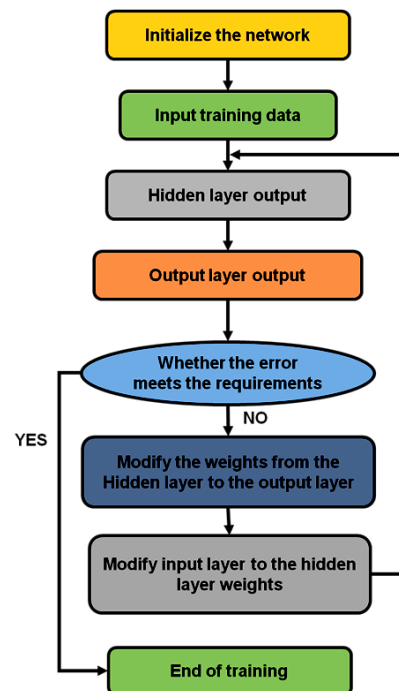 Initialize the network
Input training data
Hidden layer output
Output layer output
Whether the error
meets the requirements
NO
YES
Modify the weights from the
Hidden layer to the output layer
Modify input layer to the hidden
layer weights
End of training